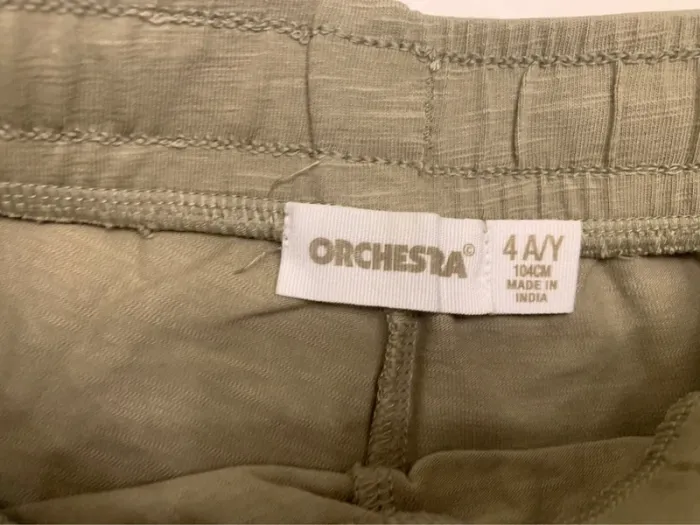 ORCHESTRA©
4 A/Y
104CM
MADE IN
INDIA